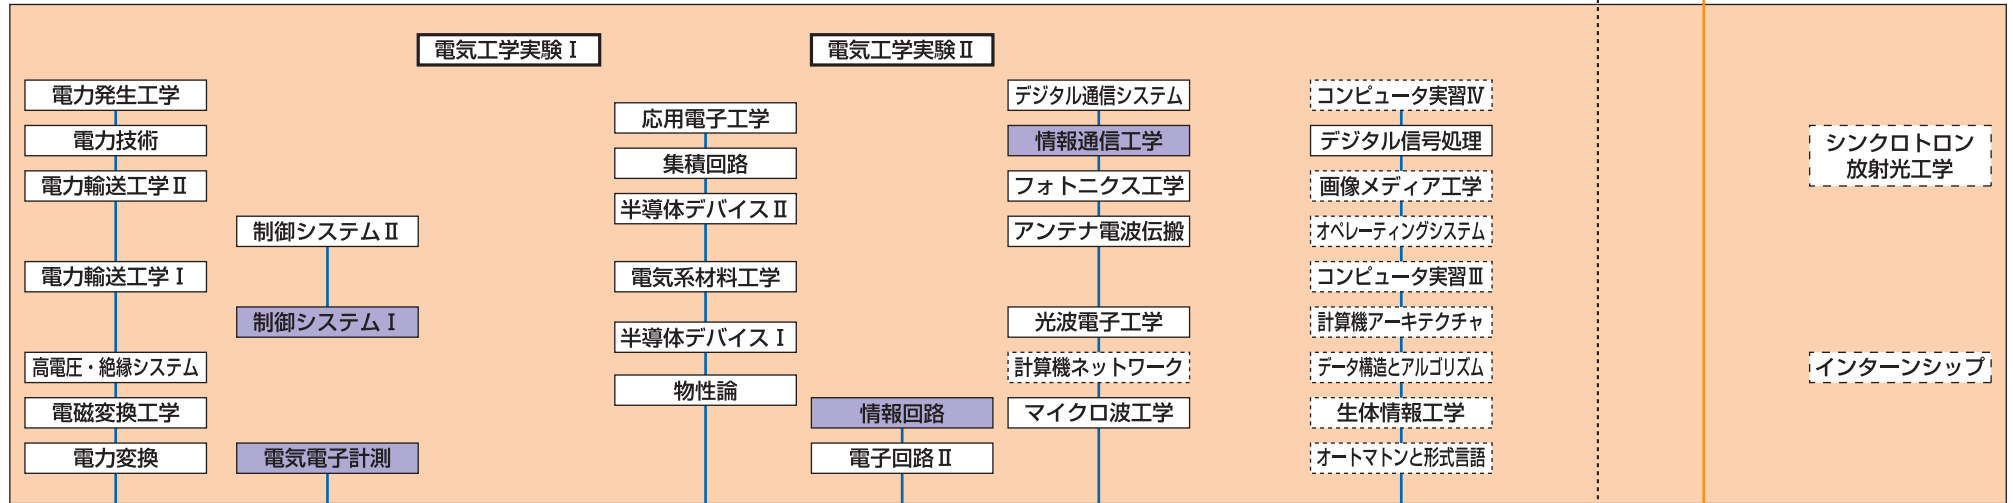 電気工学実験Ⅰ
電気工学実験Ⅱ
電力発生工学
電力技術
電力輸送工学Ⅱ
電力輸送工学Ⅰ
高電圧・絶縁システム
電磁変換工学
電力変換
制御システムⅡ
制御システムⅠ
電気電子計測
応用電子工学
集積回路
半導体デバイスⅡ
電気系材料工学
半導体デバイスⅠ
物性論
情報回路
電子回路Ⅱ
デジタル通信システム
情報通信工学
フォトニクス工学
アンテナ電波伝搬
光波電子工学
計算機ネットワーク
マイクロ波工学
コンピュータ実習Ⅳ
デジタル信号処理
画像メディア工学
オペレーティングシステム
コンピュータ実習Ⅲ
計算機アーキテクチャ
データ構造とアルゴリズム
生体情報工学
オートマトンと形式言語
シンクロトロン
放射光工学
インターンシップ